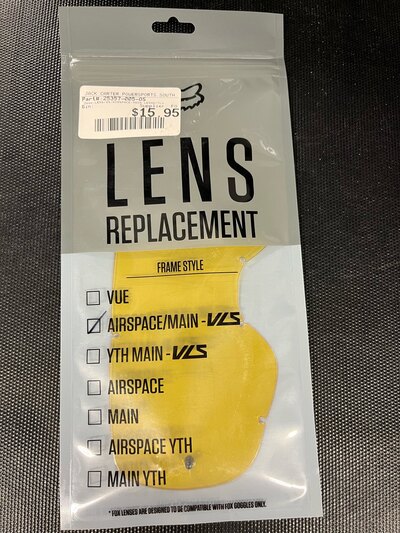 JACK CARTER POWERSPORTS SOUTH
Part#:25357-005-OS
$15.95
LENS
REPLACEMENT
FRAME STYLE
VUE
AIRSPACE/MAIN - VLS
YTH MAIN - VLS
AIRSPACE
MAIN
AIRSPACE YTH
MAIN YTH
* FOX LENSES ARE DESIGNED TO BE COMPATIBLE WITH FOX GOGGLES ONLY.